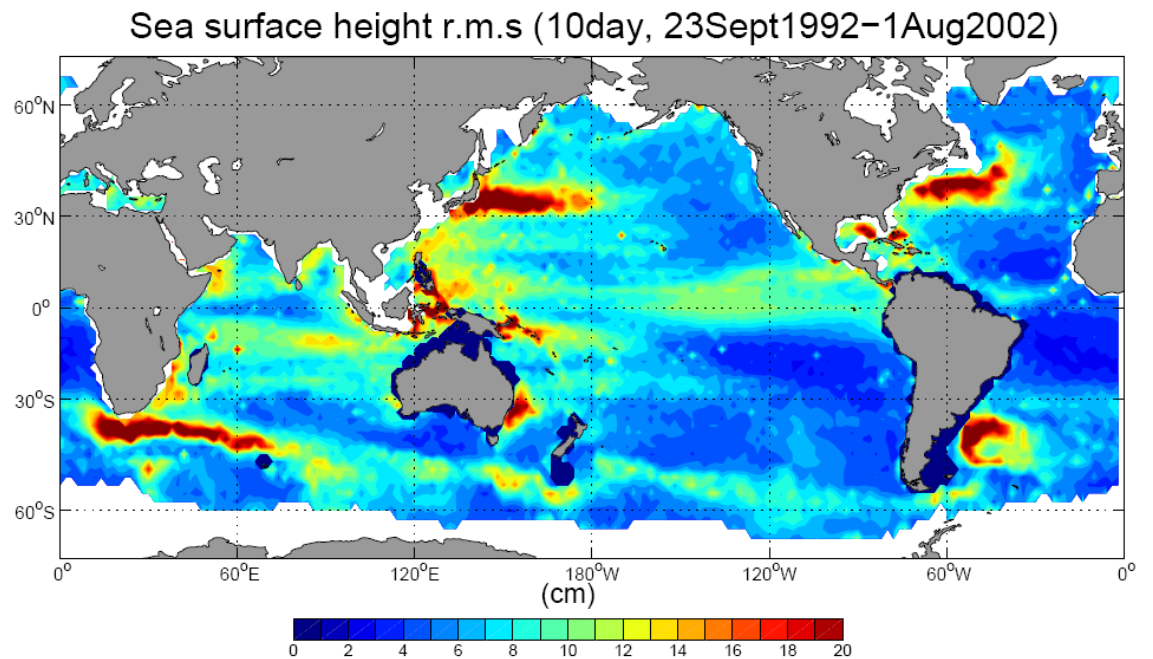 Sea surface height r.m.s (10day, 23Sept1992−1Aug2002)
60°N
30°N
0°
30°S
60°S
0° 60°E 120°E 180°W 120°W 60°W 0°
(cm)
0 2 4 6 8 10 12 14 16 18 20